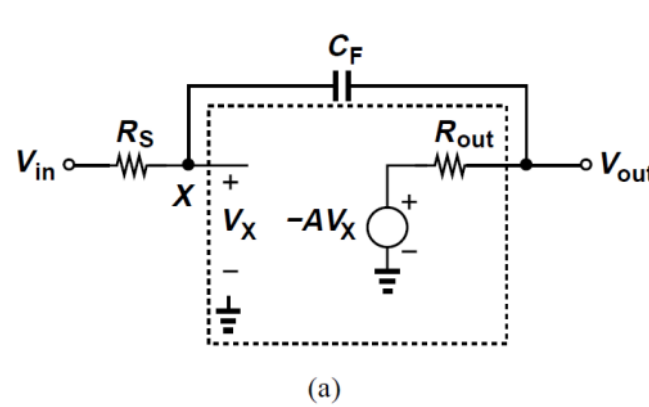 C_F
R_S
R_out
V_in
V_out
X
+
+
V_X
−AV_X
−
−
(a)